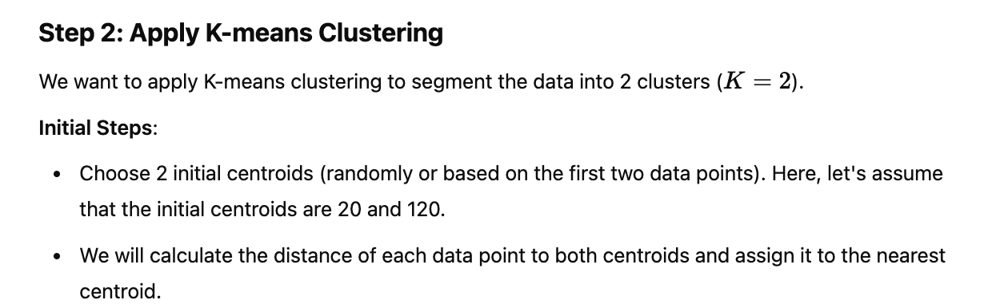 Step 2: Apply K-means Clustering
We want to apply K-means clustering to segment the data into 2 clusters (K = 2).
Initial Steps:
• Choose 2 initial centroids (randomly or based on the first two data points). Here, let's assume
that the initial centroids are 20 and 120.
• We will calculate the distance of each data point to both centroids and assign it to the nearest
centroid.